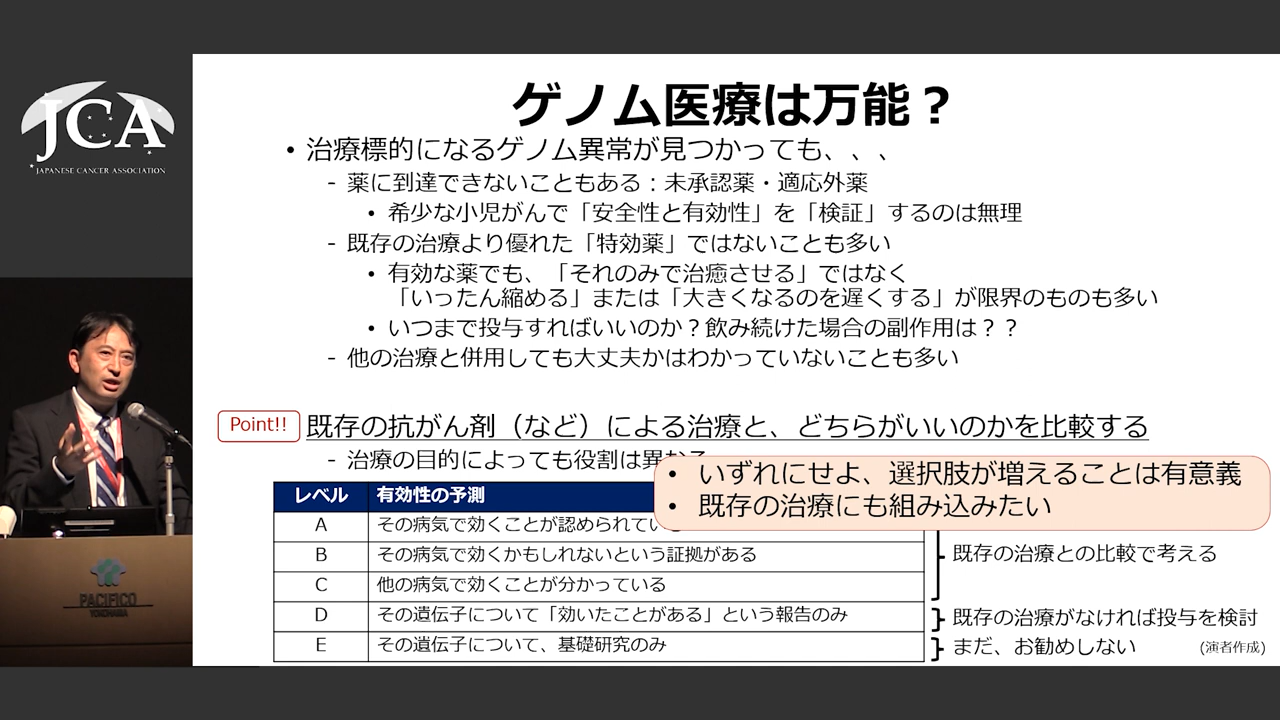 JCA
JAPANESE CANCER ASSOCIATION
ゲノム医療は万能？
• 治療標的になるゲノム異常が見つかっても、、、
- 薬に到達できないこともある：未承認薬・適応外薬
• 希少な小児がんで「安全性と有効性」を「検証」するのは無理
- 既存の治療より優れた「特効薬」ではないことも多い
• 有効な薬でも、「それのみで治癒させる」ではなく
「いったん縮める」または「大きくなるのを遅くする」が限界のものも多い
• いつまで投与すればいいのか？飲み続けた場合の副作用は？？
- 他の治療と併用しても大丈夫かはわかっていないことも多い
Point!! 既存の抗がん剤（など）による治療と、どちらがいいのかを比較する
- 治療の目的によっても役割は異なる
• いずれにせよ、選択肢が増えることは有意義
• 既存の治療にも組み込みたい
レベル 有効性の予測
A その病気で効くことが認められている
B その病気で効くかもしれないという証拠がある
C 他の病気で効くことが分かっている
既存の治療との比較で考える
D その遺伝子について「効いたことがある」という報告のみ
既存の治療がなければ投与を検討
E その遺伝子について、基礎研究のみ
まだ、お勧めしない
(演者作成)
PACIFICO
YOKOHAMA